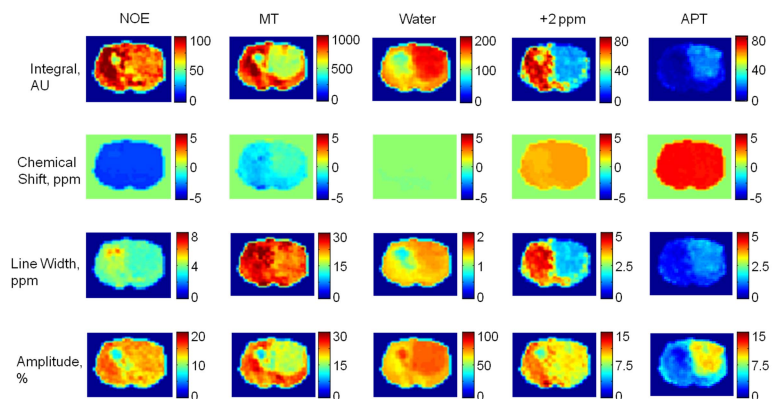 NOE MT Water +2 ppm APT
Integral, AU
100 50 0
1000 500 0
200 100 0
80 40 0
80 40 0
Chemical Shift, ppm
5 0 -5
5 0 -5
5 0 -5
5 0 -5
5 0 -5
Line Width, ppm
8 4 0
30 15 0
2 1 0
5 2.5 0
5 2.5 0
Amplitude, %
20 10 0
30 15 0
100 50 0
15 7.5 0
15 7.5 0